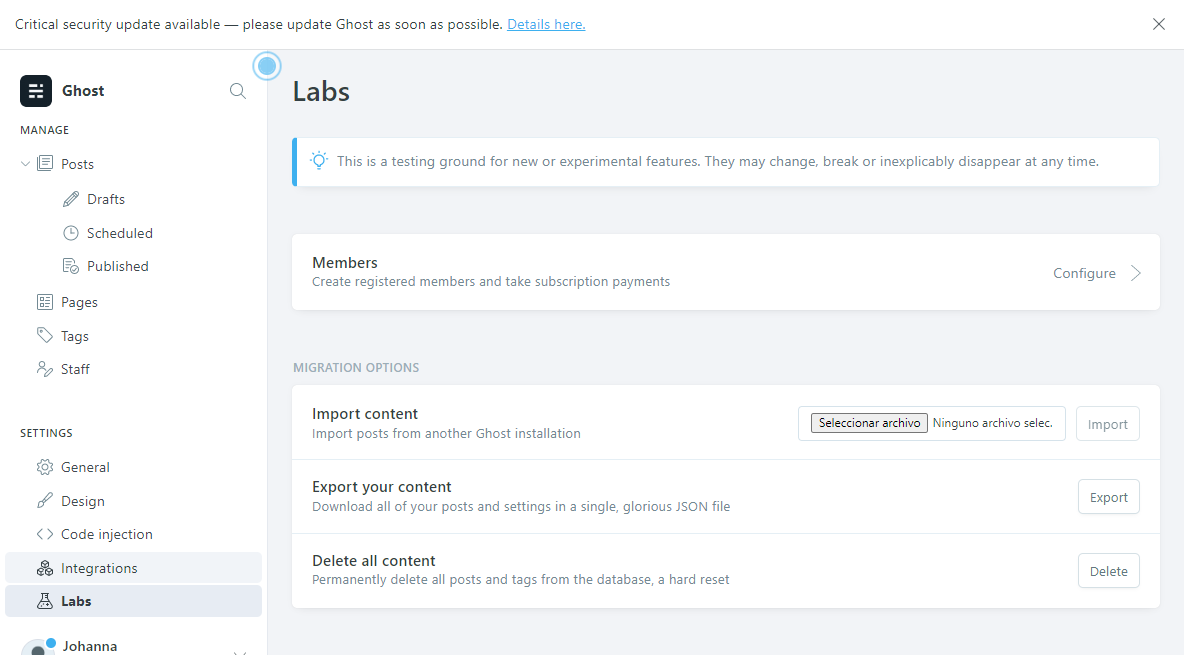 Critical security update available — please update Ghost as soon as possible. Details here.
Ghost
MANAGE
Posts
Drafts
Scheduled
Published
Pages
Tags
Staff
SETTINGS
General
Design
Code injection
Integrations
Labs
Johanna
Labs
This is a testing ground for new or experimental features. They may change, break or inexplicably disappear at any time.
Members
Create registered members and take subscription payments
Configure
MIGRATION OPTIONS
Import content
Import posts from another Ghost installation
Seleccionar archivo Ninguno archivo selec.
Import
Export your content
Download all of your posts and settings in a single, glorious JSON file
Export
Delete all content
Permanently delete all posts and tags from the database, a hard reset
Delete